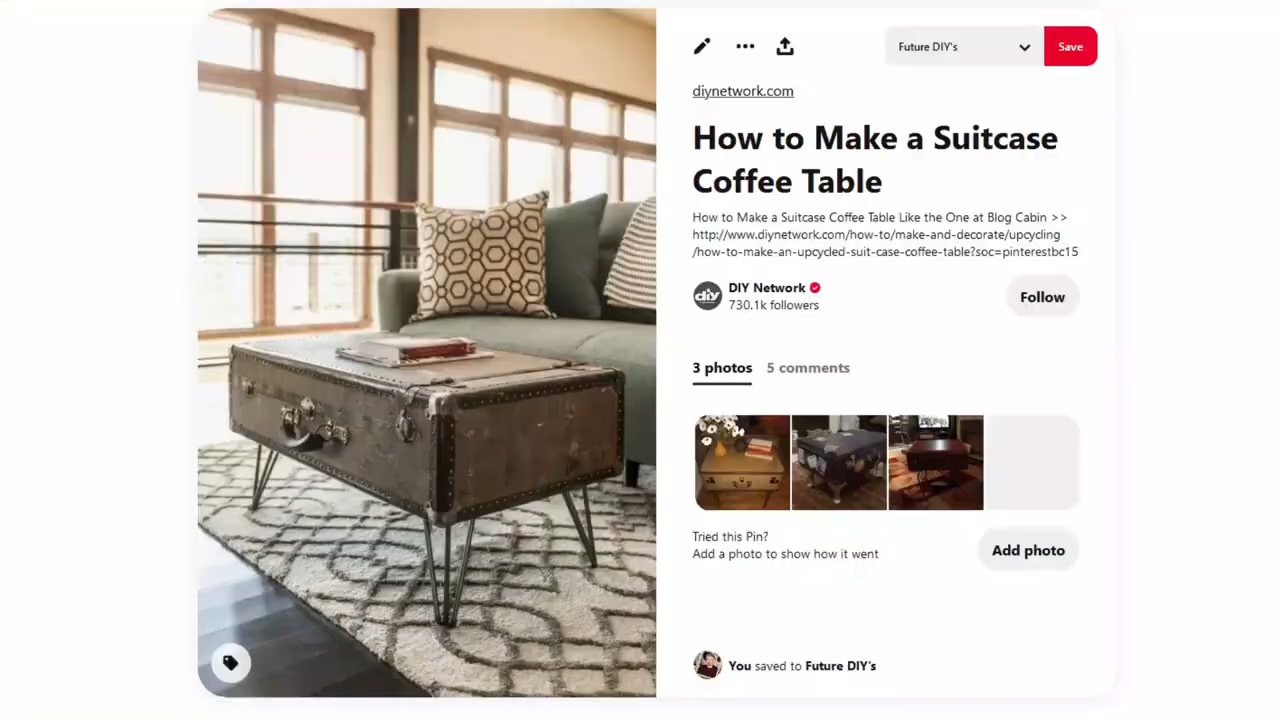 Future DIY's
Save
diynetwork.com
How to Make a Suitcase
Coffee Table
How to Make a Suitcase Coffee Table Like the One at Blog Cabin >>
http://www.diynetwork.com/how-to/make-and-decorate/upcycling
/how-to-make-an-upcycled-suit-case-coffee-table?soc=pinterestbc15
diy
DIY Network
730.1k followers
Follow
3 photos
5 comments
Tried this Pin?
Add a photo to show how it went
Add photo
You saved to Future DIY's